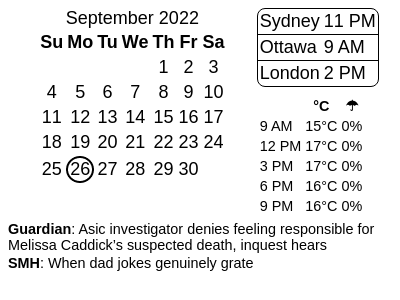 September 2022
Su Mo Tu We Th Fr Sa
1 2 3
4 5 6 7 8 9 10
11 12 13 14 15 16 17
18 19 20 21 22 23 24
25 26 27 28 29 30
Sydney 11 PM
Ottawa 9 AM
London 2 PM
°C ☂
9 AM 15°C 0%
12 PM 17°C 0%
3 PM 17°C 0%
6 PM 16°C 0%
9 PM 16°C 0%
Guardian: Asic investigator denies feeling responsible for
Melissa Caddick’s suspected death, inquest hears
SMH: When dad jokes genuinely grate